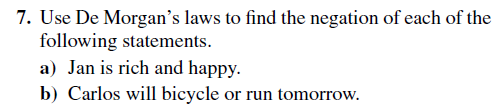 7. Use De Morgan’s laws to find the negation of each of the
following statements.
a) Jan is rich and happy.
b) Carlos will bicycle or run tomorrow.